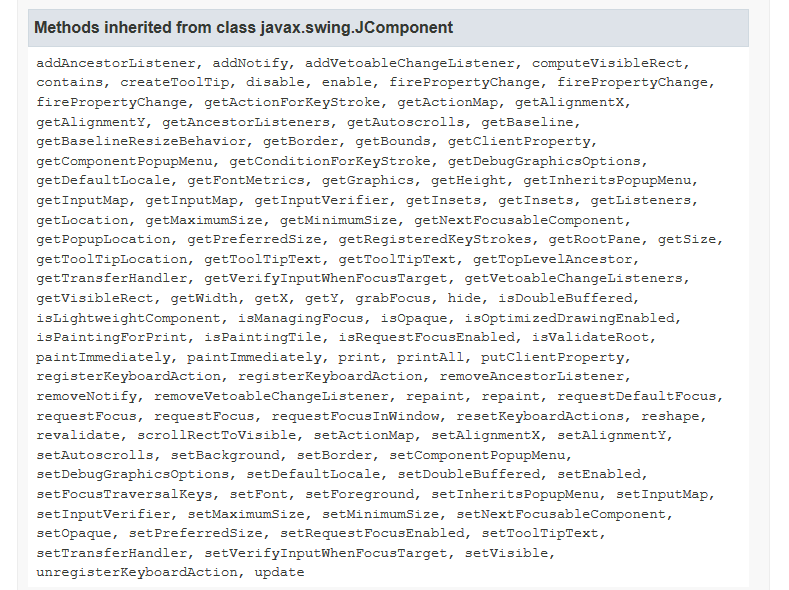 Methods inherited from class javax.swing.JComponent
addAncestorListener, addNotify, addVetoableChangeListener, computeVisibleRect,
contains, createToolTip, disable, enable, firePropertyChange, firePropertyChange,
firePropertyChange, getActionForKeyStroke, getActionMap, getAlignmentX,
getAlignmentY, getAncestorListeners, getAutoscrolls, getBaseline,
getBaselineResizeBehavior, getBorder, getBounds, getClientProperty,
getComponentPopupMenu, getConditionForKeyStroke, getDebugGraphicsOptions,
getDefaultLocale, getFontMetrics, getGraphics, getHeight, getInheritsPopupMenu,
getInputMap, getInputMap, getInputVerifier, getInsets, getInsets, getListeners,
getLocation, getMaximumSize, getMinimumSize, getNextFocusableComponent,
getPopupLocation, getPreferredSize, getRegisteredKeyStrokes, getRootPane, getSize,
getToolTipLocation, getToolTipText, getToolTipText, getTopLevelAncestor,
getTransferHandler, getVerifyInputWhenFocusTarget, getVetoableChangeListeners,
getVisibleRect, getWidth, getX, getY, grabFocus, hide, isDoubleBuffered,
isLightweightComponent, isManagingFocus, isOpaque, isOptimizedDrawingEnabled,
isPaintingForPrint, isPaintingTile, isRequestFocusEnabled, isValidateRoot,
paintImmediately, paintImmediately, print, printAll, putClientProperty,
registerKeyboardAction, registerKeyboardAction, removeAncestorListener,
removeNotify, removeVetoableChangeListener, repaint, repaint, requestDefaultFocus,
requestFocus, requestFocus, requestFocusInWindow, resetKeyboardActions, reshape,
revalidate, scrollRectToVisible, setActionMap, setAlignmentX, setAlignmentY,
setAutoscrolls, setBackground, setBorder, setComponentPopupMenu,
setDebugGraphicsOptions, setDefaultLocale, setDoubleBuffered, setEnabled,
setFocusTraversalKeys, setFont, setForeground, setInheritsPopupMenu, setInputMap,
setInputVerifier, setMaximumSize, setMinimumSize, setNextFocusableComponent,
setOpaque, setPreferredSize, setRequestFocusEnabled, setToolTipText,
setTransferHandler, setVerifyInputWhenFocusTarget, setVisible,
unregisterKeyboardAction, update